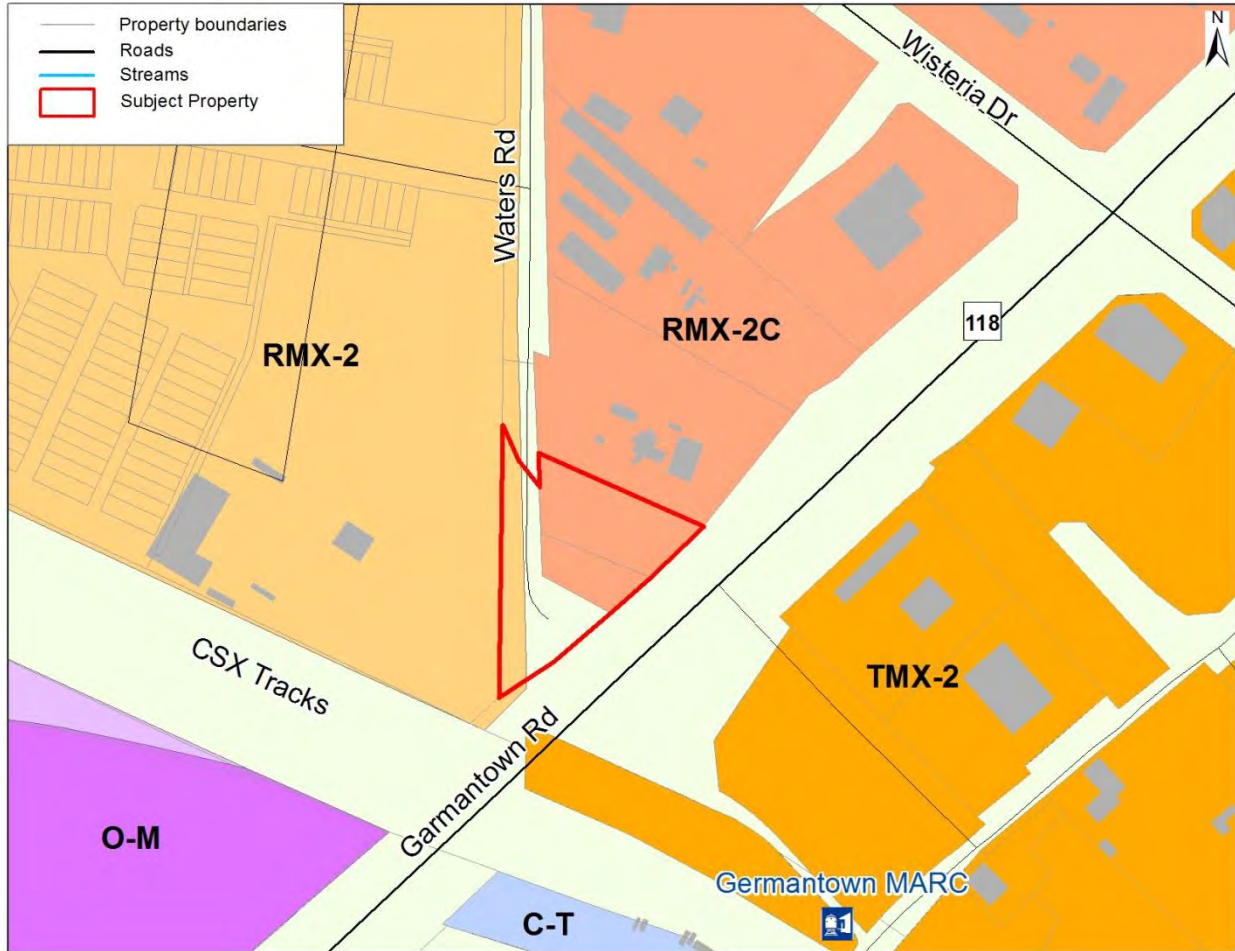 Property boundaries
Roads
Streams
Subject Property
N
Wisteria Dr
Waters Rd
118
RMX-2C
RMX-2
TMX-2
CSX Tracks
Garmantown Rd
O-M
Germantown MARC
C-T